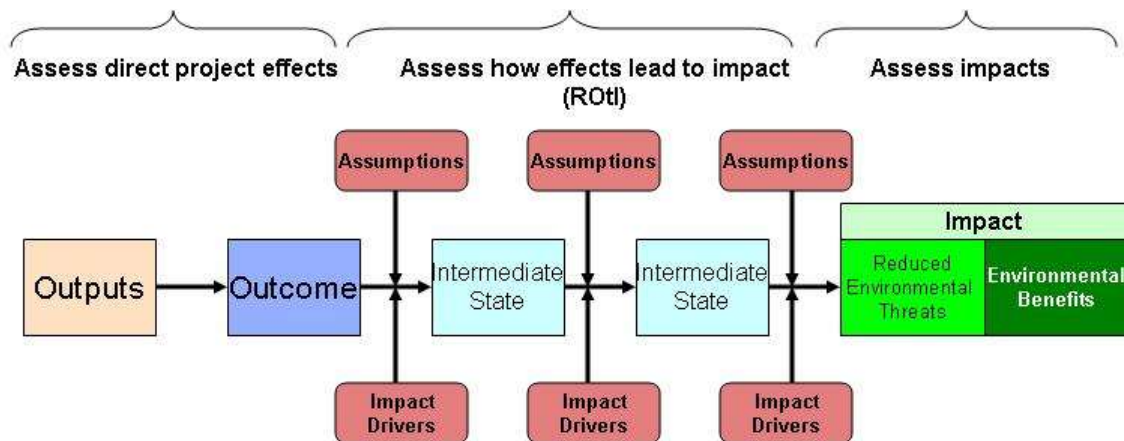 Assess direct project effects
Assess how effects lead to impact
(ROtI)
Assess impacts
Assumptions
Assumptions
Assumptions
Outputs
Outcome
Intermediate
State
Intermediate
State
Impact
Reduced
Environmental
Threats
Environmental
Benefits
Impact
Drivers
Impact
Drivers
Impact
Drivers